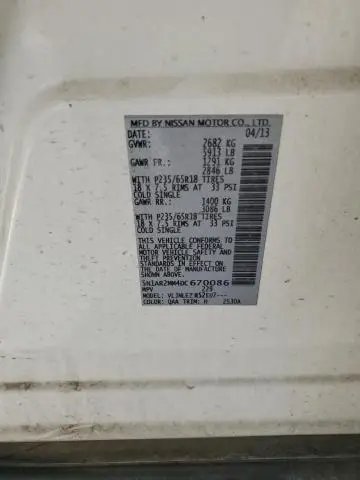 MFD BY NISSAN MOTOR CO., LTD.
DATE: 04/13
GVWR: 2682 KG
5913 LB
GAWR FR.: 1291 KG
2846 LB
WITH P235/65R18 TIRES
18 X 7.5 RIMS AT 33 PSI
COLD SINGLE
GAWR RR.: 1400 KG
3086 LB
WITH P235/65R18 TIRES
18 X 7.5 RIMS AT 33 PSI
COLD SINGLE
THIS VEHICLE CONFORMS TO
ALL APPLICABLE FEDERAL
MOTOR VEHICLE SAFETY AND
THEFT PREVENTION
STANDARDS IN EFFECT ON
THE DATE OF MANUFACTURE
SHOWN ABOVE.
5N1AR2MM4DC670086
MPV 229
MODEL:
COLOR: QAA TRIM: H 2530A